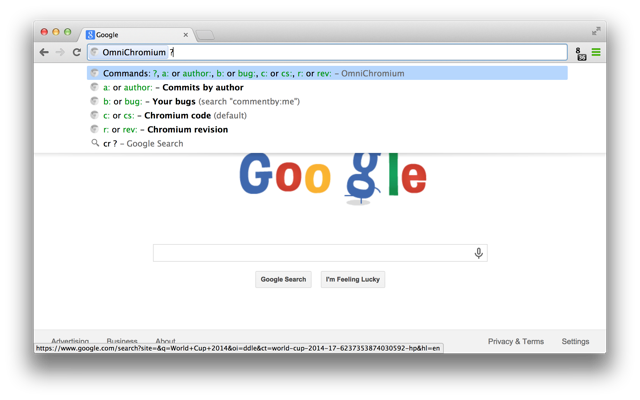 Google
OmniChromium ?
8
36
Commands: ?, a: or author:, b: or bug:, c: or cs:, r: or rev: – OmniChromium
a: or author: – Commits by author
b: or bug: – Your bugs (search "commentby:me")
c: or cs: – Chromium code (default)
r: or rev: – Chromium revision
cr ? – Google Search
Google
Google Search I'm Feeling Lucky
Advertising Business About Privacy & Terms Settings
https://www.google.com/search?site=&q=World+Cup+2014&oi=ddle&ct=world-cup-2014-17-6237353874030592-hp&hl=en